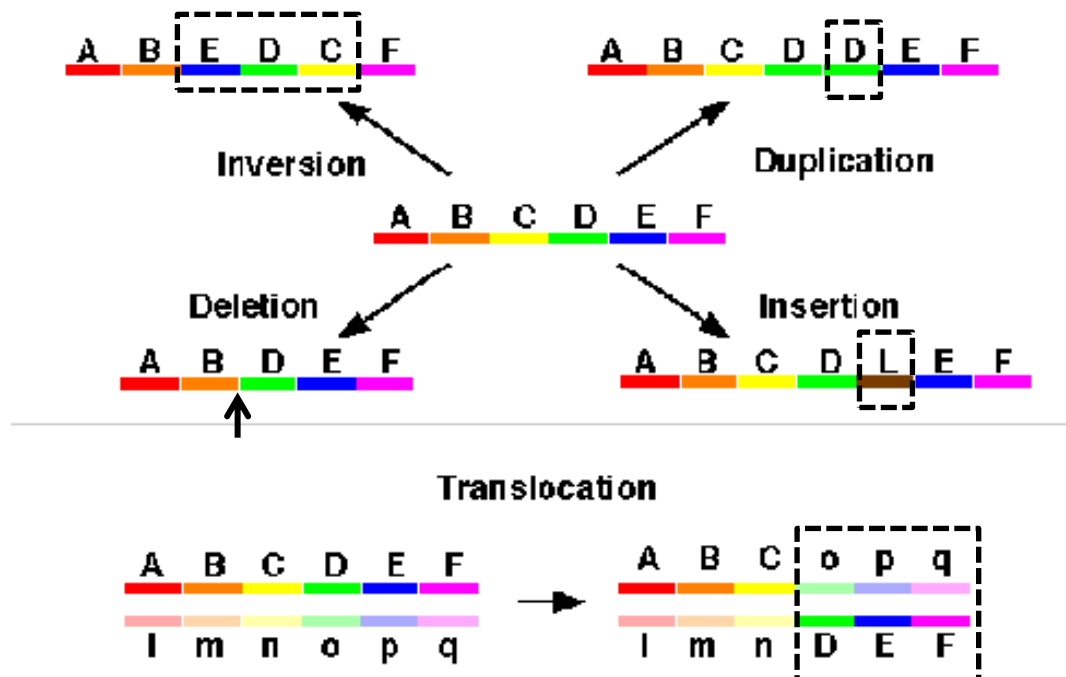 A B E D C F
A B C D D E F
Inversion
Duplication
A B C D E F
Deletion
Insertion
A B D E F
A B C D L E F
Translocation
A B C D E F
A B C o p q
l m n o p q
l m n D E F